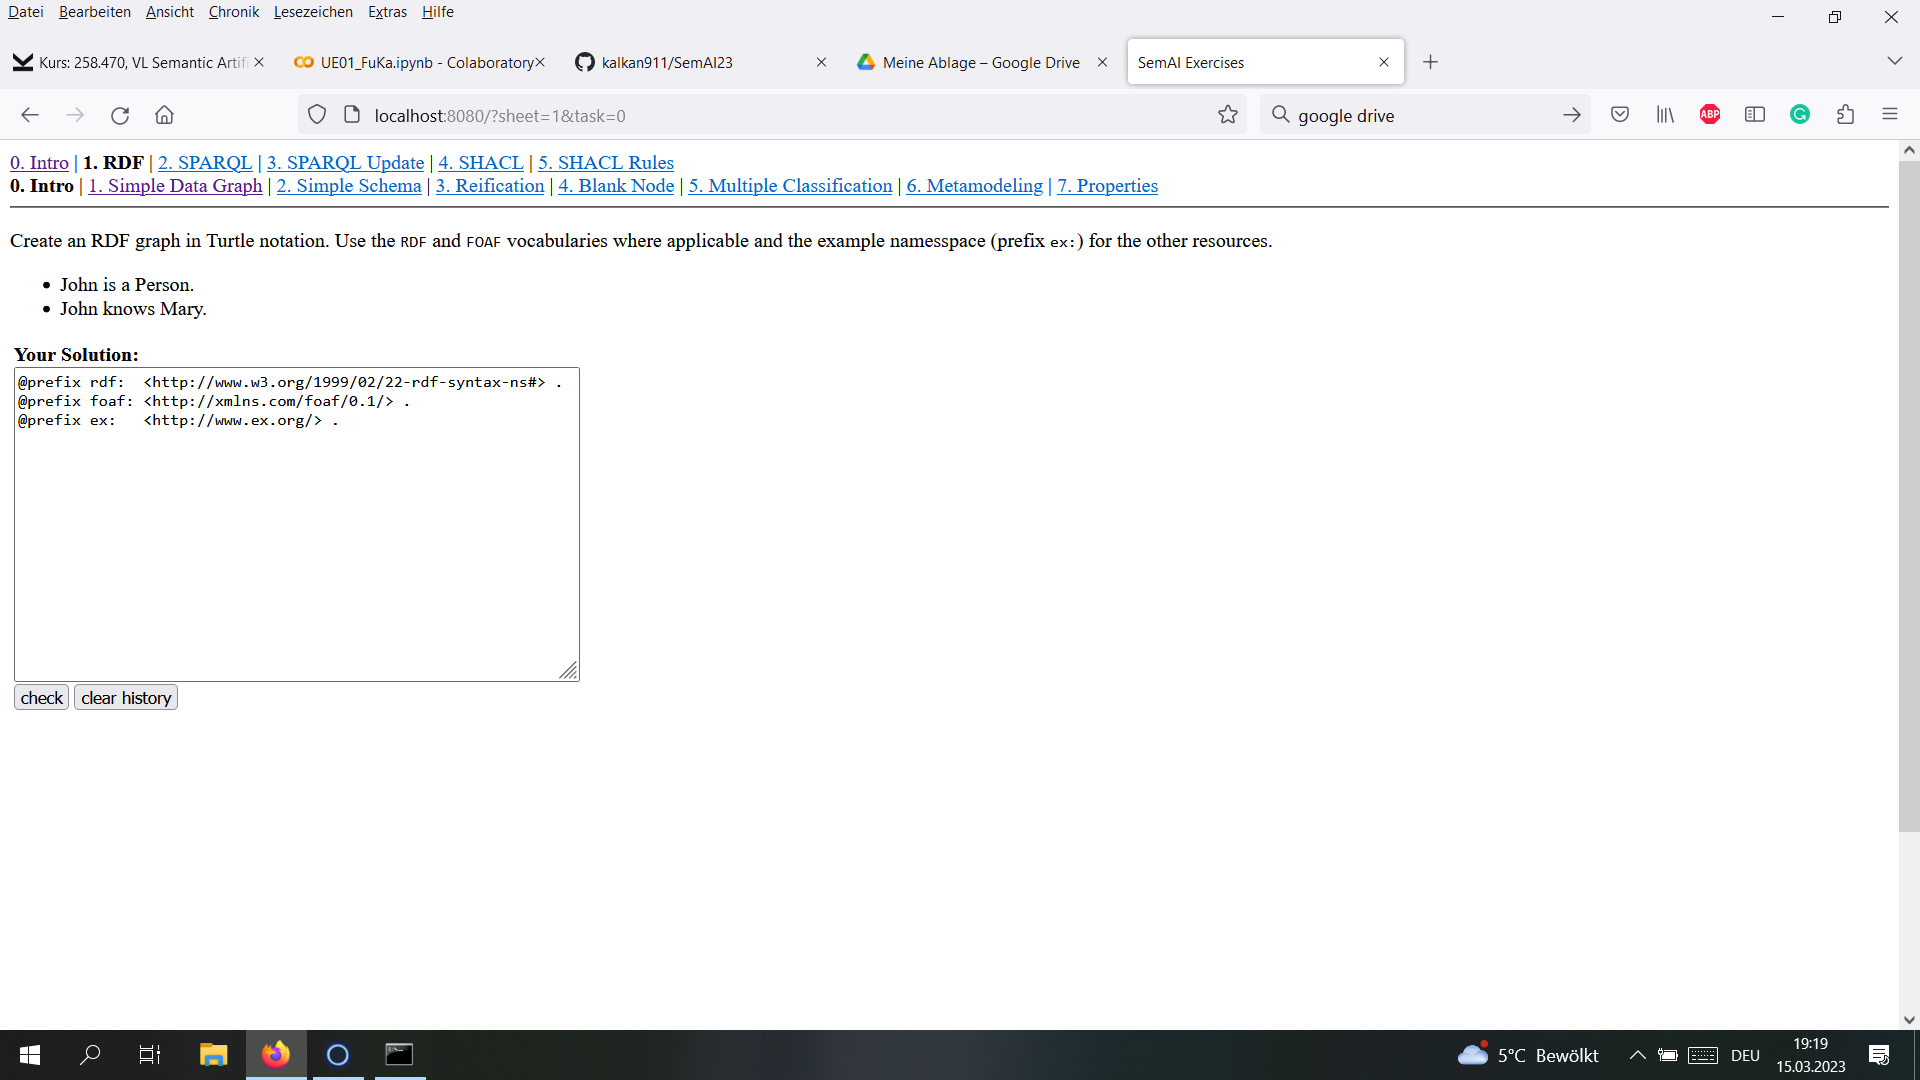 Datei Bearbeiten Ansicht Chronik Lesezeichen Extras Hilfe
Kurs: 258.470, VL Semantic Artifi
UE01_FuKa.ipynb - Colaboratory
kalkan911/SemAI23
Meine Ablage – Google Drive
SemAI Exercises
localhost:8080/?sheet=1&task=0
google drive
ABP
0. Intro | 1. RDF | 2. SPARQL | 3. SPARQL Update | 4. SHACL | 5. SHACL Rules
0. Intro | 1. Simple Data Graph | 2. Simple Schema | 3. Reification | 4. Blank Node | 5. Multiple Classification | 6. Metamodeling | 7. Properties
Create an RDF graph in Turtle notation. Use the RDF and FOAF vocabularies where applicable and the example namesspace (prefix ex:) for the other resources.
• John is a Person.
• John knows Mary.
Your Solution:
@prefix rdf:  <http://www.w3.org/1999/02/22-rdf-syntax-ns#> .
@prefix foaf: <http://xmlns.com/foaf/0.1/> .
@prefix ex:   <http://www.ex.org/> .
check clear history
5°C Bewölkt
DEU
19:19
15.03.2023